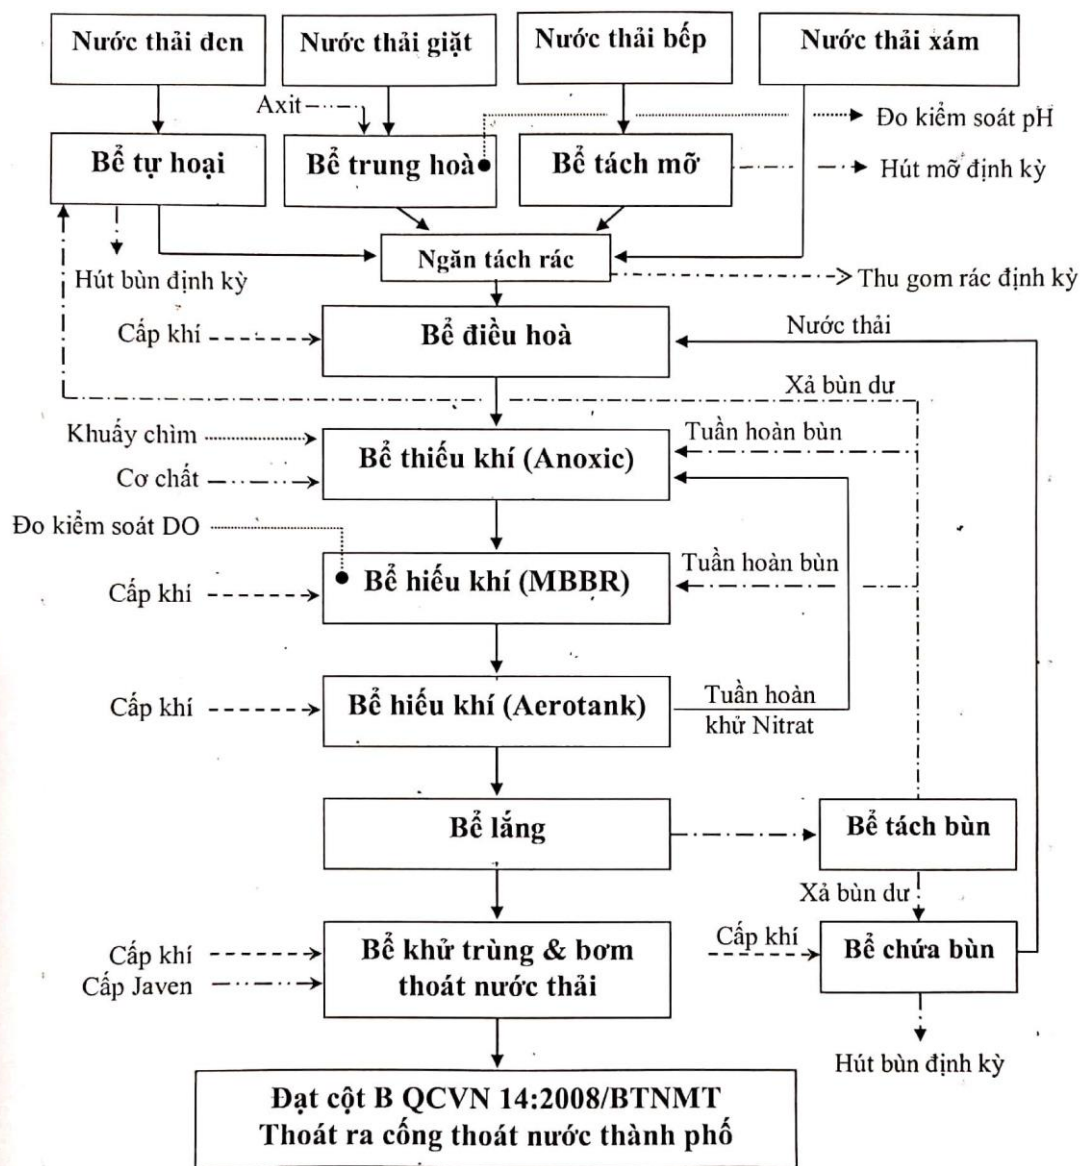 Nước thải đen
Nước thải giặt
Nước thải bếp
Nước thải xám
Axit
Đo kiểm soát pH
Bể tự hoại
Bể trung hoà
Bể tách mỡ
Hút mỡ định kỳ
Ngăn tách rác
Hút bùn định kỳ
Thu gom rác định kỳ
Cấp khí
Bể điều hoà
Nước thải
Xả bùn dư
Khuấy chìm
Bể thiếu khí (Anoxic)
Tuần hoàn bùn
Cơ chất
Đo kiểm soát DO
Cấp khí
Bể hiếu khí (MBBR)
Tuần hoàn bùn
Cấp khí
Bể hiếu khí (Aerotank)
Tuần hoàn
khử Nitrat
Bể lắng
Bể tách bùn
Xả bùn dư
Cấp khí
Cấp Javen
Bể khử trùng & bơm
thoát nước thải
Cấp khí
Bể chứa bùn
Hút bùn định kỳ
Đạt cột B QCVN 14:2008/BTNMT
Thoát ra cống thoát nước thành phố